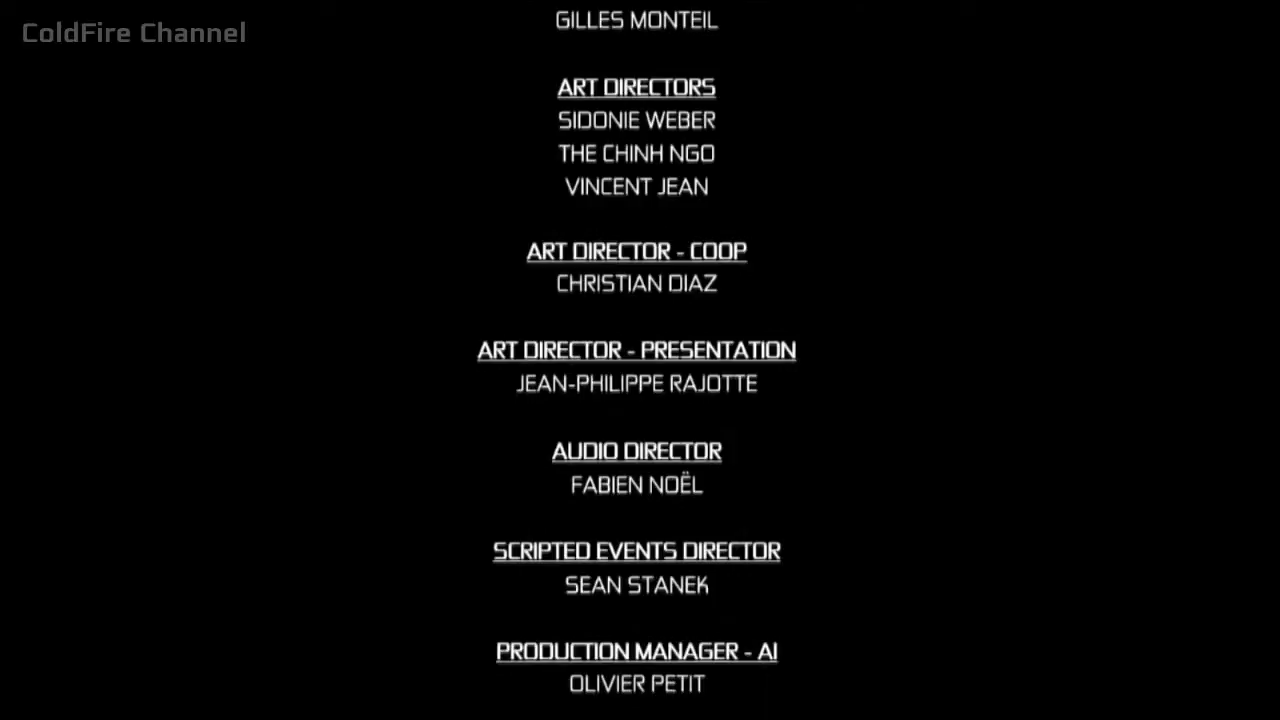 ColdFire Channel
GILLES MONTEIL
ART DIRECTORS
SIDONIE WEBER
THE CHINH NGO
VINCENT JEAN
ART DIRECTOR - COOP
CHRISTIAN DIAZ
ART DIRECTOR - PRESENTATION
JEAN-PHILIPPE RAJOTTE
AUDIO DIRECTOR
FABIEN NOËL
SCRIPTED EVENTS DIRECTOR
SEAN STANEK
PRODUCTION MANAGER - AI
OLIVIER PETIT